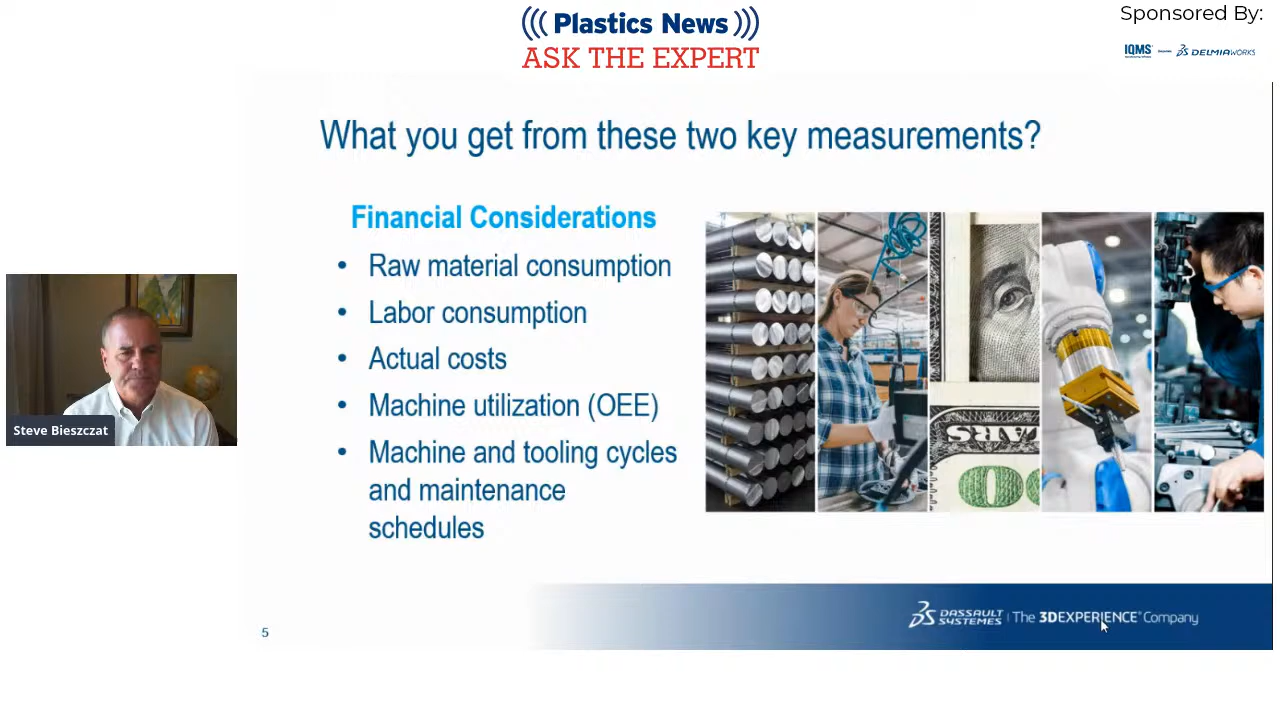 Plastics News
ASK THE EXPERT
Sponsored By:
IQMS
DELMIAWORKS
What you get from these two key measurements?
Financial Considerations
• Raw material consumption
• Labor consumption
• Actual costs
• Machine utilization (OEE)
• Machine and tooling cycles
and maintenance
schedules
Steve Bieszczat
LARS
5
DASSAULT
SYSTEMES | The 3DEXPERIENCE® Company